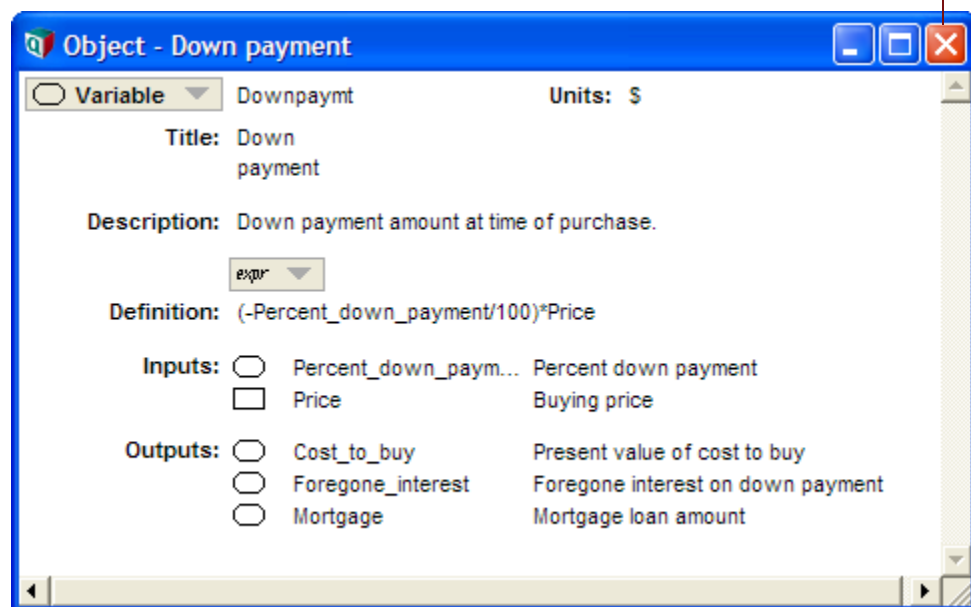 Object - Down payment
Variable Downpaymt Units: $
Title: Down
payment
Description: Down payment amount at time of purchase.
expr
Definition: (-Percent_down_payment/100)*Price
Inputs: Percent_down_paym... Percent down payment
Price Buying price
Outputs: Cost_to_buy Present value of cost to buy
Foregone_interest Foregone interest on down payment
Mortgage Mortgage loan amount